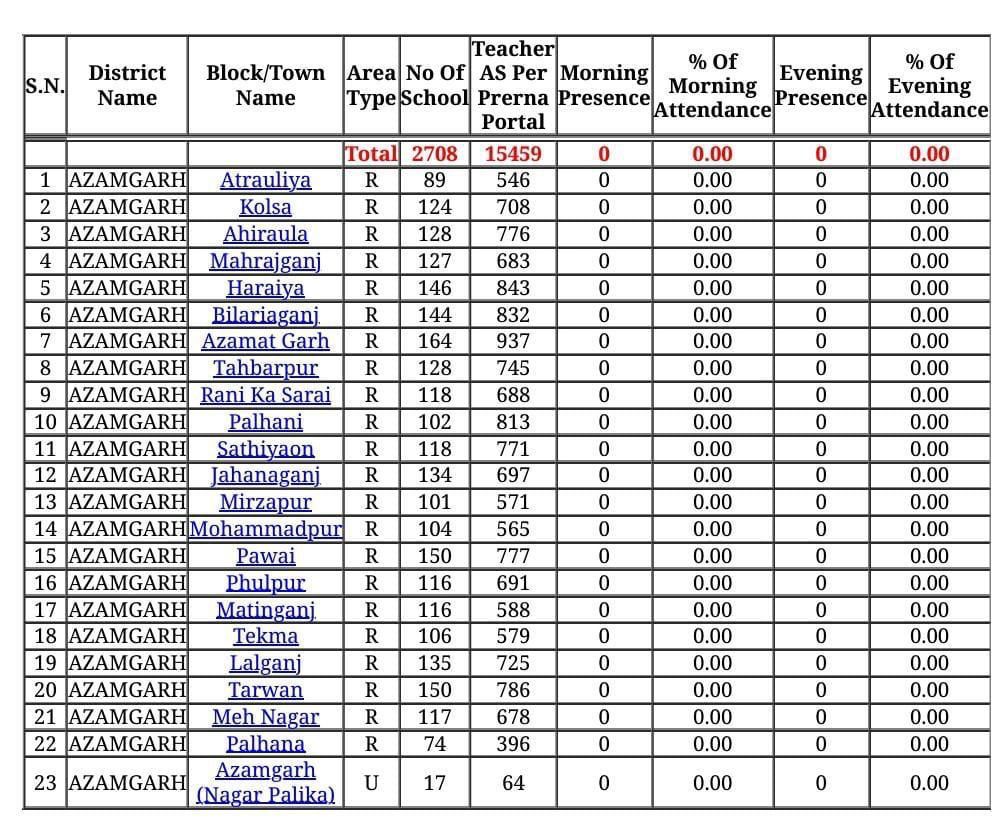 S.N. District Name Block/Town Name Area Type No Of School Teacher AS Per Prerna Portal Morning Presence % Of Morning Attendance Evening Presence % Of Evening Attendance
Total 2708 15459 0 0.00 0 0.00
1 AZAMGARH Atrauliya R 89 546 0 0.00 0 0.00
2 AZAMGARH Kolsa R 124 708 0 0.00 0 0.00
3 AZAMGARH Ahiraula R 128 776 0 0.00 0 0.00
4 AZAMGARH Mahrajganj R 127 683 0 0.00 0 0.00
5 AZAMGARH Haraiya R 146 843 0 0.00 0 0.00
6 AZAMGARH Bilariaganj R 144 832 0 0.00 0 0.00
7 AZAMGARH Azamat Garh R 164 937 0 0.00 0 0.00
8 AZAMGARH Tahbarpur R 128 745 0 0.00 0 0.00
9 AZAMGARH Rani Ka Sarai R 118 688 0 0.00 0 0.00
10 AZAMGARH Palhani R 102 813 0 0.00 0 0.00
11 AZAMGARH Sathiyaon R 118 771 0 0.00 0 0.00
12 AZAMGARH Jahanaganj R 134 697 0 0.00 0 0.00
13 AZAMGARH Mirzapur R 101 571 0 0.00 0 0.00
14 AZAMGARH Mohammadpur R 104 565 0 0.00 0 0.00
15 AZAMGARH Pawai R 150 777 0 0.00 0 0.00
16 AZAMGARH Phulpur R 116 691 0 0.00 0 0.00
17 AZAMGARH Matinganj R 116 588 0 0.00 0 0.00
18 AZAMGARH Tekma R 106 579 0 0.00 0 0.00
19 AZAMGARH Lalganj R 135 725 0 0.00 0 0.00
20 AZAMGARH Tarwan R 150 786 0 0.00 0 0.00
21 AZAMGARH Meh Nagar R 117 678 0 0.00 0 0.00
22 AZAMGARH Palhana R 74 396 0 0.00 0 0.00
23 AZAMGARH Azamgarh (Nagar Palika) U 17 64 0 0.00 0 0.00